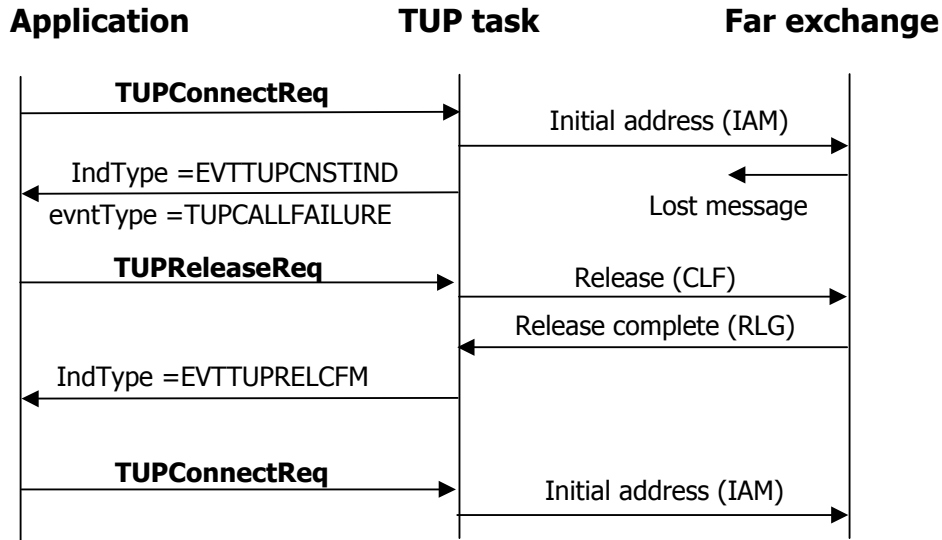 Application TUP task Far exchange
TUPConnectReq
Initial address (IAM)
IndType =EVTTUPCNSTIND
evntType =TUPCALLFAILURE
Lost message
TUPReleaseReq
Release (CLF)
Release complete (RLG)
IndType =EVTTUPRELCFM
TUPConnectReq
Initial address (IAM)